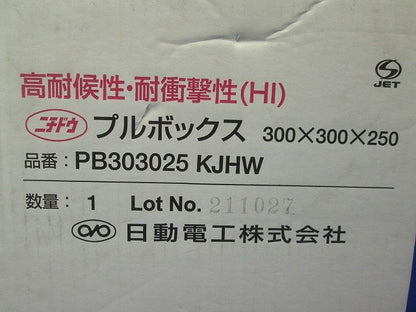 JET
高耐候性・耐衝撃性(HI)
ニチドウ プルボックス 300×300×250
品番：PB303025 KJHW
数量：1 Lot No. 211027
日動電工株式会社